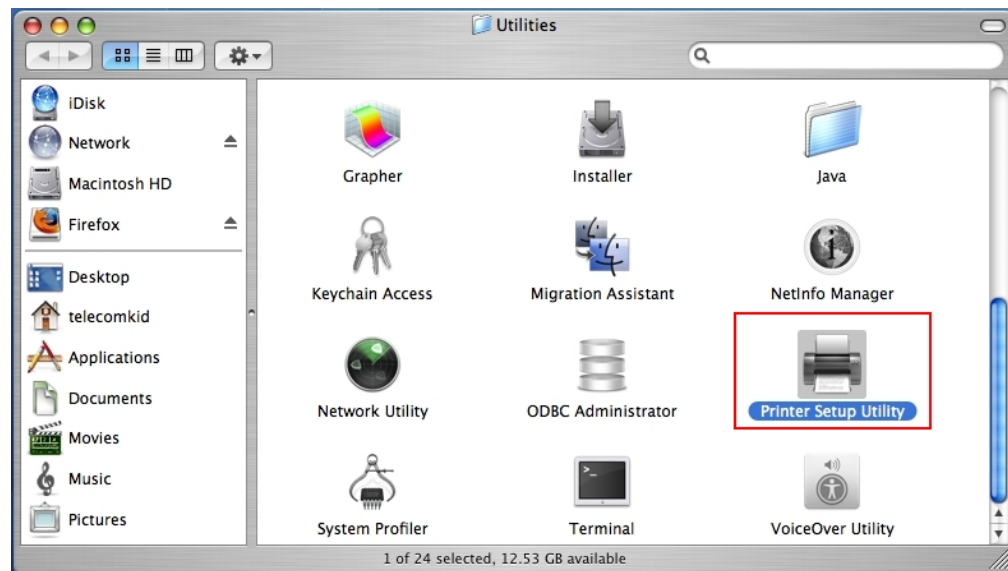 Utilities
iDisk
Network
Macintosh HD
Firefox
Desktop
telecomkid
Applications
Documents
Movies
Music
Pictures
Grapher
Installer
Java
Keychain Access
Migration Assistant
NetInfo Manager
Network Utility
ODBC Administrator
Printer Setup Utility
System Profiler
Terminal
VoiceOver Utility
1 of 24 selected, 12.53 GB available